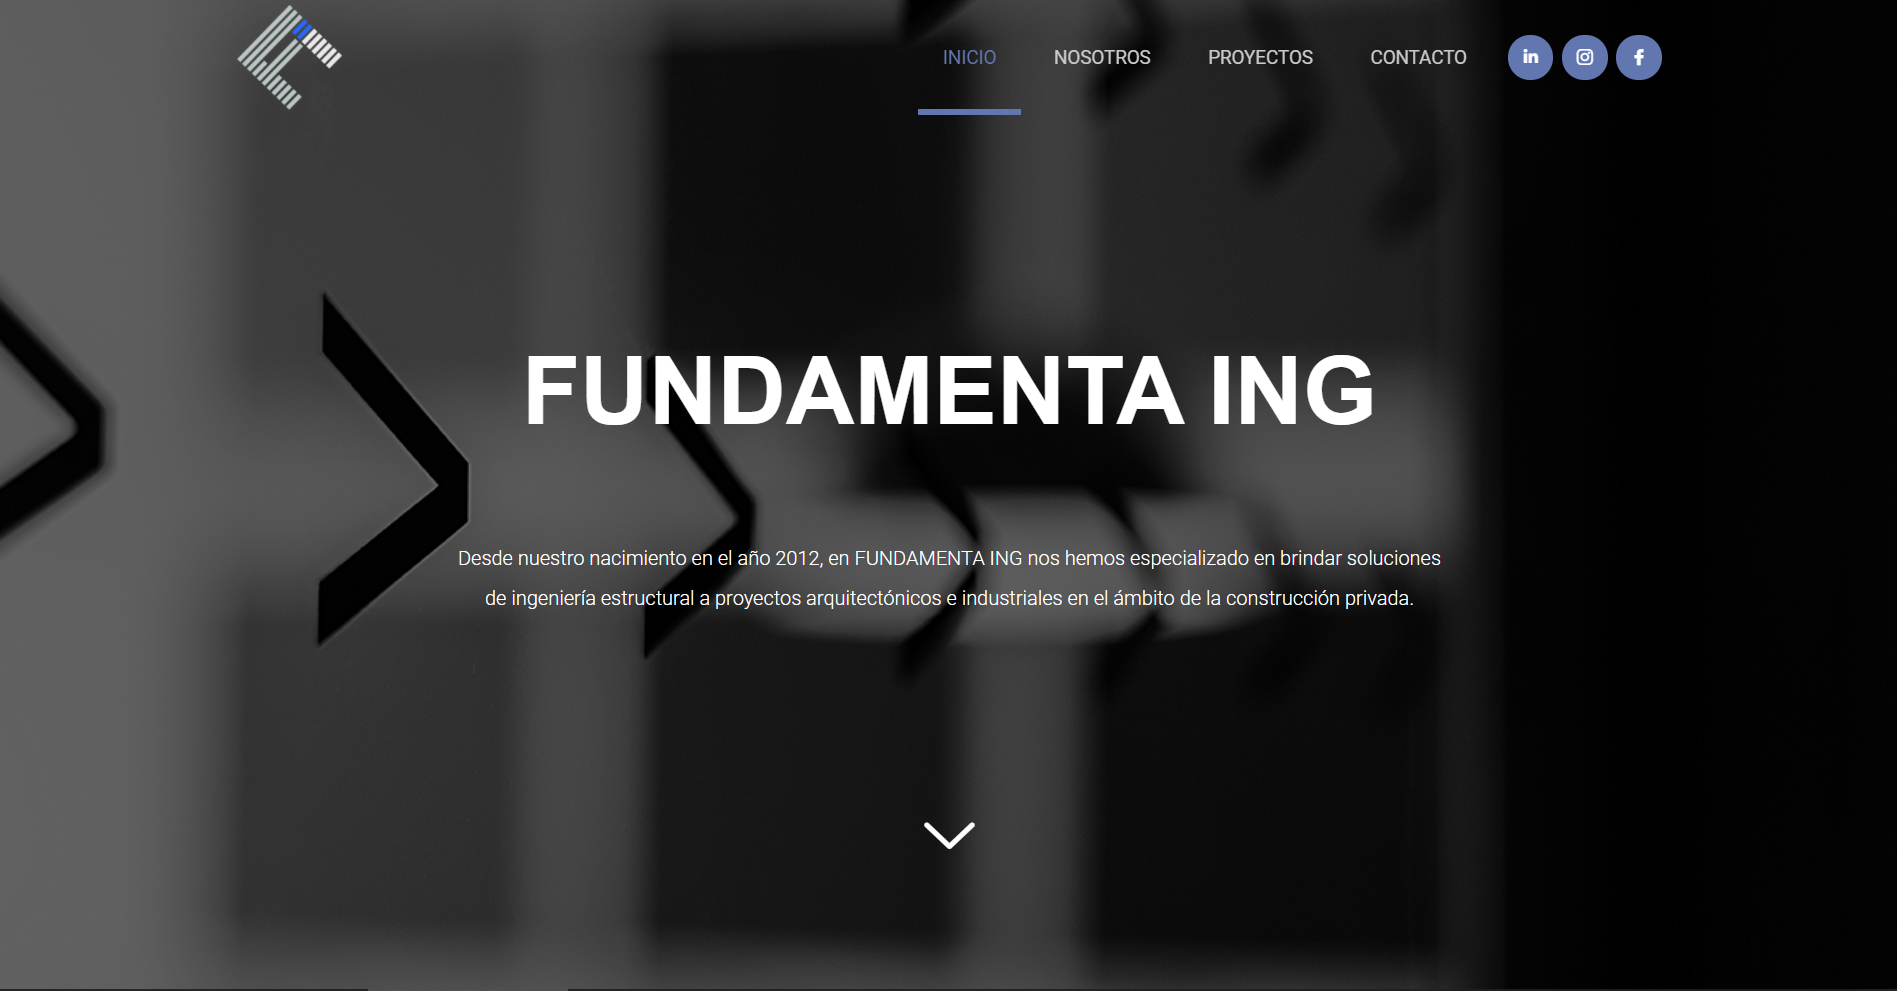 INICIO
NOSOTROS
PROYECTOS
CONTACTO
in
FUNDAMENTA ING
Desde nuestro nacimiento en el año 2012, en FUNDAMENTA ING nos hemos especializado en brindar soluciones
de ingeniería estructural a proyectos arquitectónicos e industriales en el ámbito de la construcción privada.